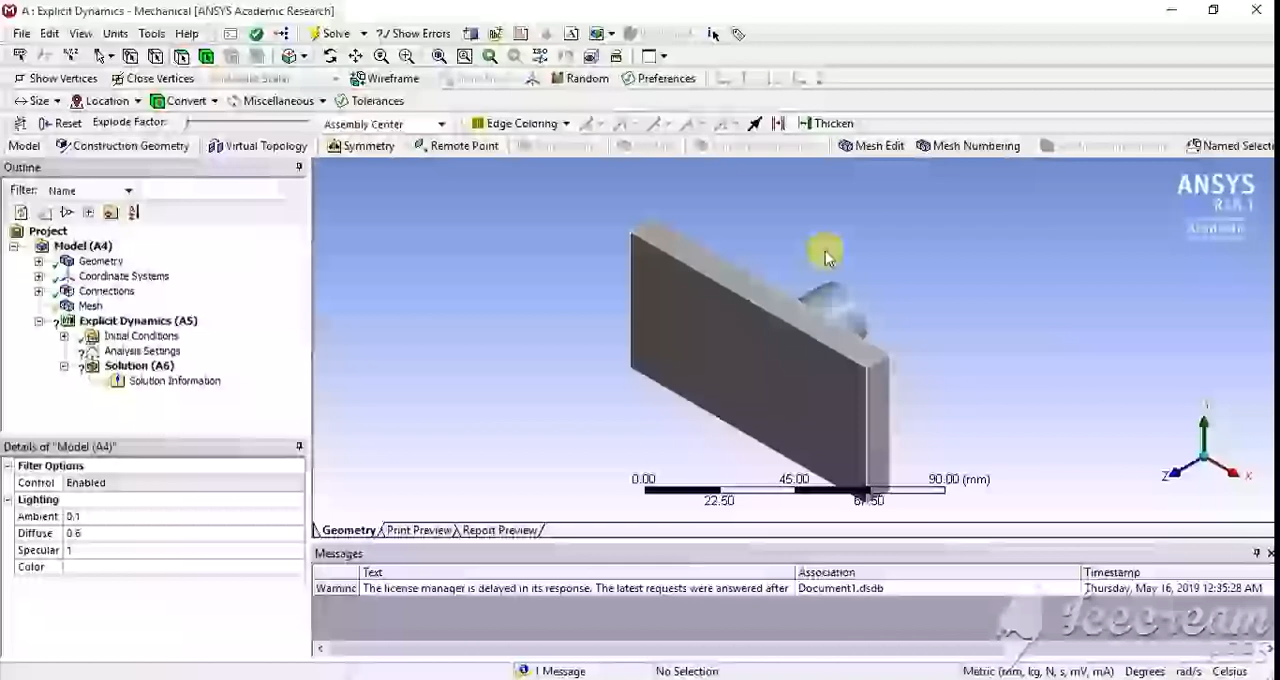 A : Explicit Dynamics - Mechanical [ANSYS Academic Research]
File Edit View Units Tools Help Solve ?/ Show Errors
Show Vertices Close Vertices Wireframe Random Preferences
Size Location Convert Miscellaneous Tolerances
Reset Explode Factor: Assembly Center Edge Coloring Thicken
Model Construction Geometry Virtual Topology Symmetry Remote Point Mesh Edit Mesh Numbering Named Select
Outline
Filter: Name
Project
Model (A4)
Geometry
Coordinate Systems
Connections
Mesh
Explicit Dynamics (A5)
Initial Conditions
Analysis Settings
Solution (A6)
Solution Information
Details of "Model (A4)"
Filter Options
Control Enabled
Lighting
Ambient 0.1
Diffuse 0.6
Specular 1
Color
ANSYS
Academic
0.00 45.00 90.00 (mm)
22.50 67.50
Y
Z X
Geometry Print Preview Report Preview
Messages
Text Association Timestamp
Warning The license manager is delayed in its response. The latest requests were answered after Document1.dsdb Thursday, May 16, 2019 12:35:28 AM
Icecream
1 Message No Selection Metric (mm, kg, N, s, mV, mA) Degrees rad/s Celsius